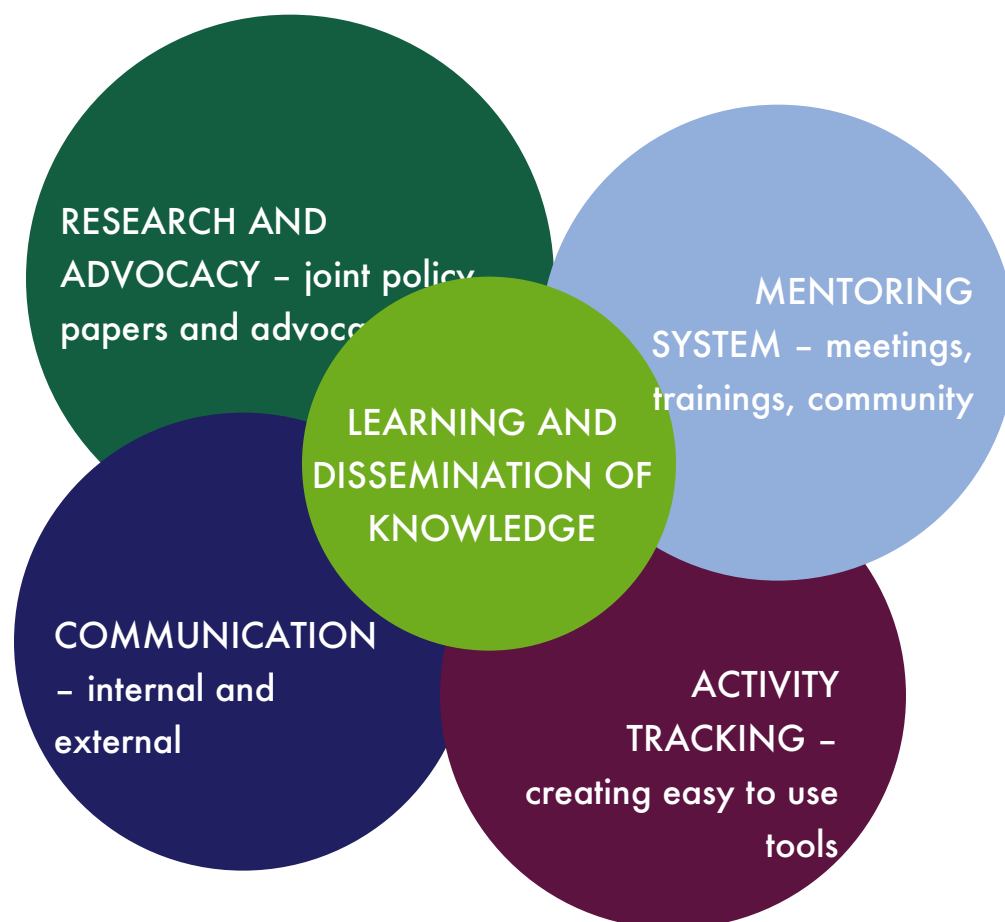 RESEARCH AND
ADVOCACY – joint policy
papers and
MENTORING
SYSTEM – meetings,
trainings, community
LEARNING AND
DISSEMINATION OF
KNOWLEDGE
COMMUNICATION
– internal and
external
ACTIVITY
TRACKING –
creating easy to use
tools